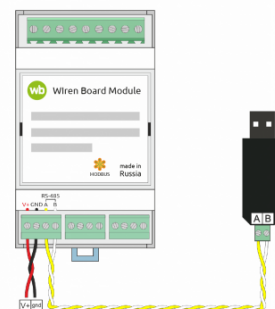 wb Wiren Board Module
MODBUS
made in
Russia
RS-485
V+ GND A B
A B
V+ gnd